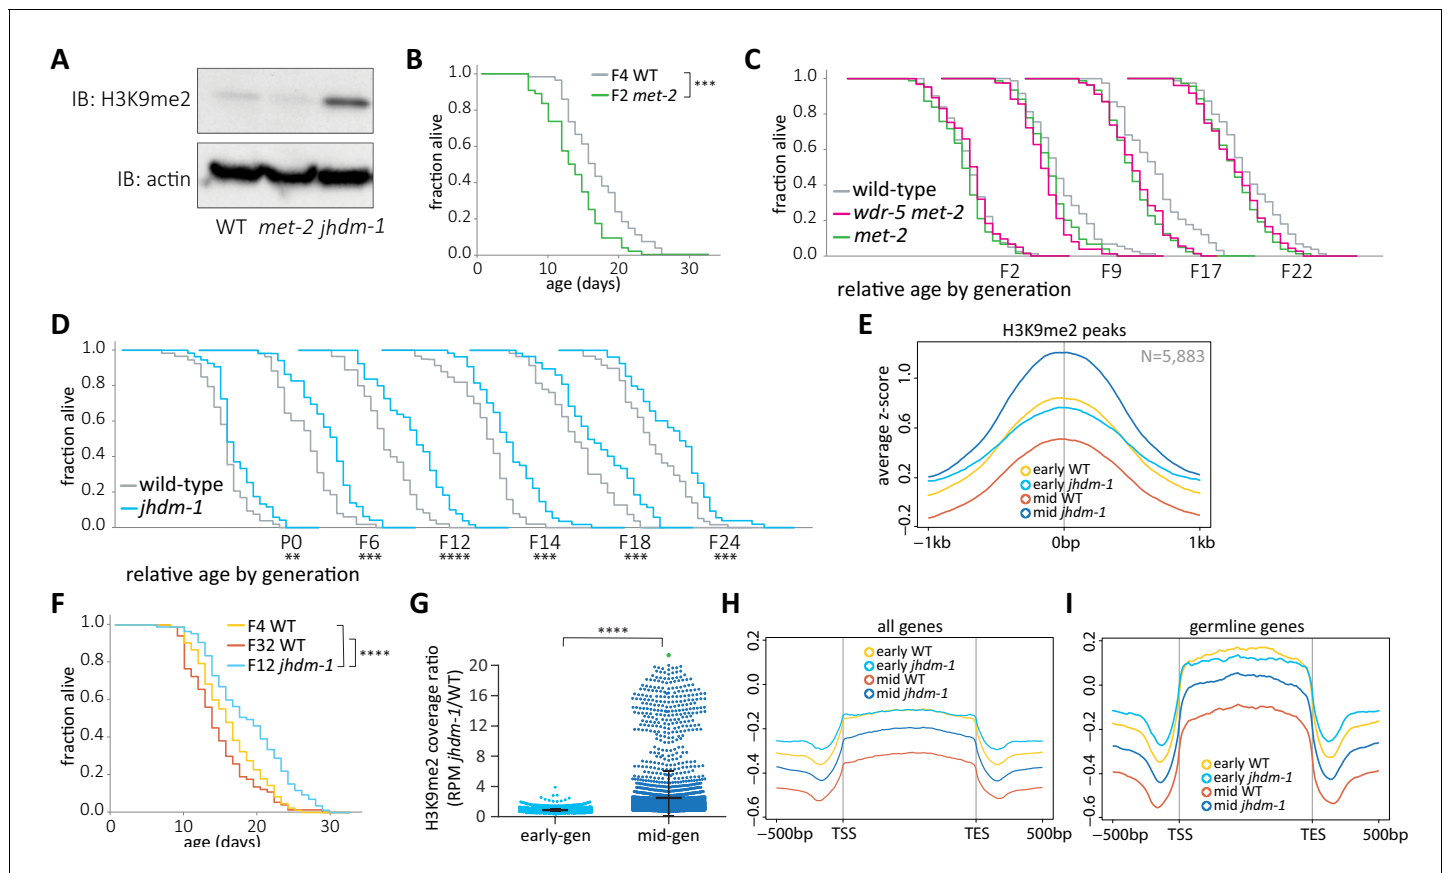 A
IB: H3K9me2
IB: actin
WT met-2 jhdm-1
B
fraction alive
1.0
0.8
0.6
0.4
0.2
0.0
F4 WT
F2 met-2
***
0 10 20 30
age (days)
C
fraction alive
1.0
0.8
0.6
0.4
0.2
0.0
wild-type
wdr-5 met-2
met-2
F2 F9 F17 F22
relative age by generation
D
fraction alive
1.0
0.8
0.6
0.4
0.2
0.0
wild-type
jhdm-1
P0 F6 F12 F14 F18 F24
** *** **** *** *** ***
relative age by generation
E
H3K9me2 peaks
N=5,883
average z-score
1.0
0.6
0.2
−0.2
early WT
early jhdm-1
mid WT
mid jhdm-1
−1kb 0bp 1kb
F
fraction alive
1.0
0.8
0.6
0.4
0.2
0.0
F4 WT
F32 WT
F12 jhdm-1
****
0 10 20 30
age (days)
G
H3K9me2 coverage ratio
(RPM jhdm-1/WT)
****
20
16
12
8
4
0
early-gen mid-gen
H
all genes
0.2
0.0
−0.2
−0.4
−0.6
early WT
early jhdm-1
mid WT
mid jhdm-1
−500bp TSS TES 500bp
I
germline genes
0.2
0.0
−0.2
−0.4
−0.6
early WT
early jhdm-1
mid WT
mid jhdm-1
−500bp TSS TES 500bp